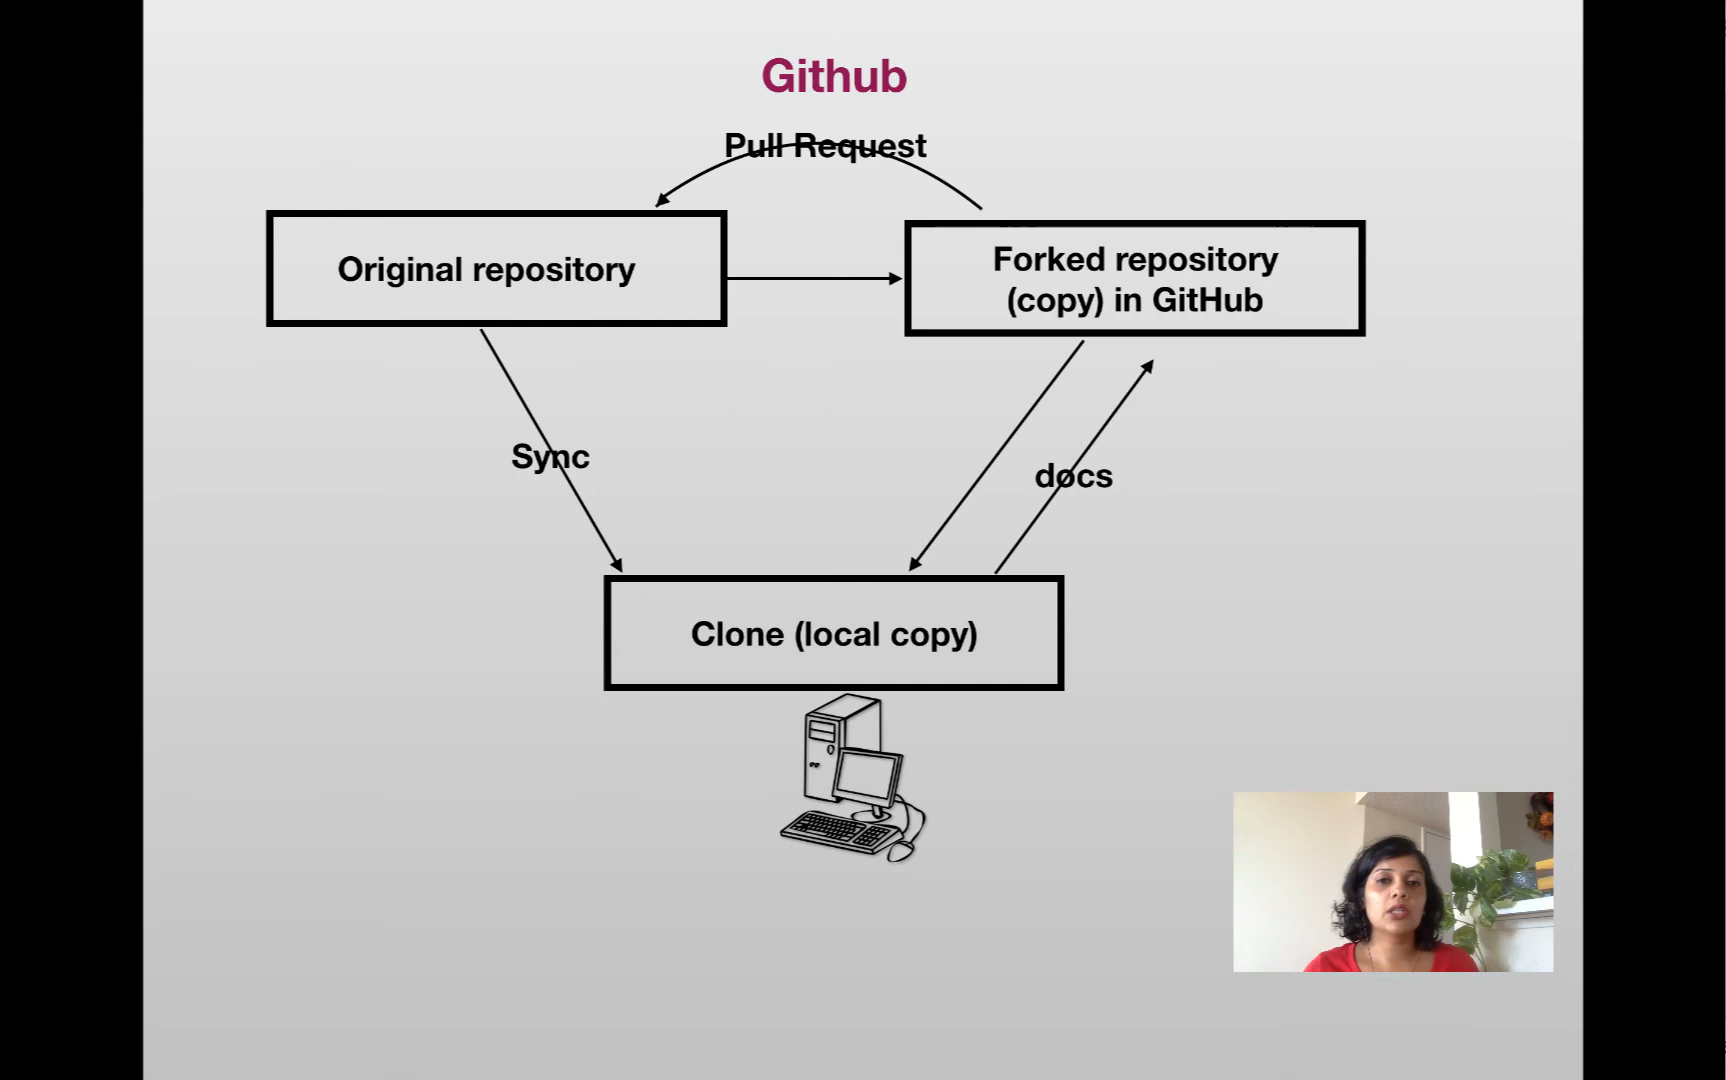 Github
Pull Request
Original repository
Forked repository
(copy) in GitHub
Sync
docs
Clone (local copy)